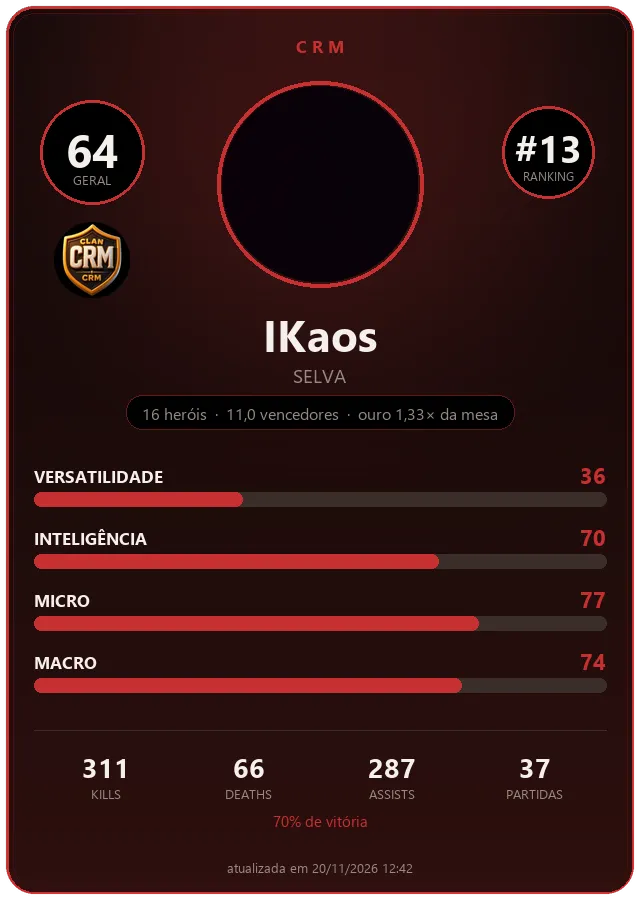 CRM
64
GERAL
#13
RANKING
CLAN
CRM
CRM
IKaos
SELVA
16 heróis · 11,0 vencedores · ouro 1,33× da mesa
VERSATILIDADE 36
INTELIGÊNCIA 70
MICRO 77
MACRO 74
311 66 287 37
KILLS DEATHS ASSISTS PARTIDAS
70% de vitória
atualizada em 20/11/2026 12:42